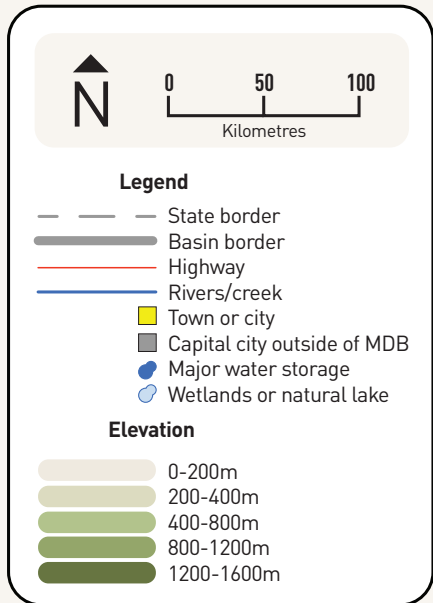 N
0 50 100
Kilometres
Legend
State border
Basin border
Highway
Rivers/creek
Town or city
Capital city outside of MDB
Major water storage
Wetlands or natural lake
Elevation
0-200m
200-400m
400-800m
800-1200m
1200-1600m